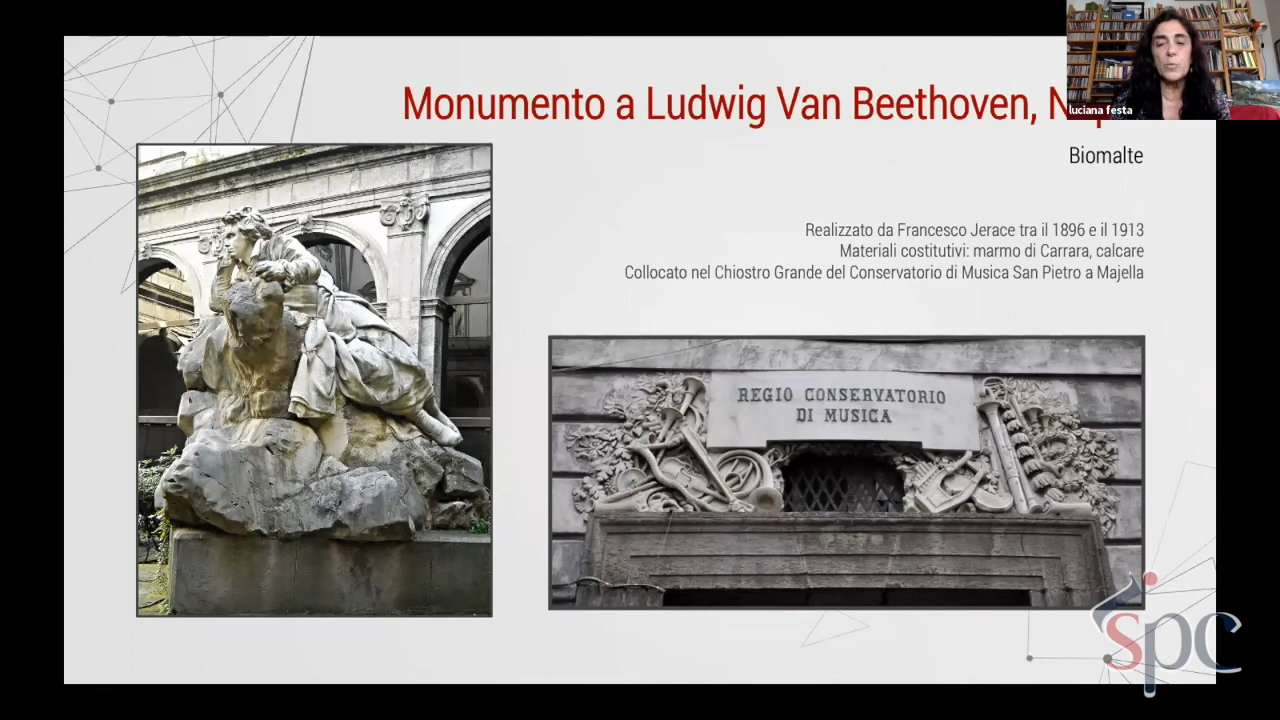 Monumento a Ludwig Van Beethoven,
luciana festa
Biomalte
Realizzato da Francesco Jerace tra il 1896 e il 1913
Materiali costitutivi: marmo di Carrara, calcare
Collocato nel Chiostro Grande del Conservatorio di Musica San Pietro a Majella
REGIO CONSERVATORIO
DI MUSICA
spc